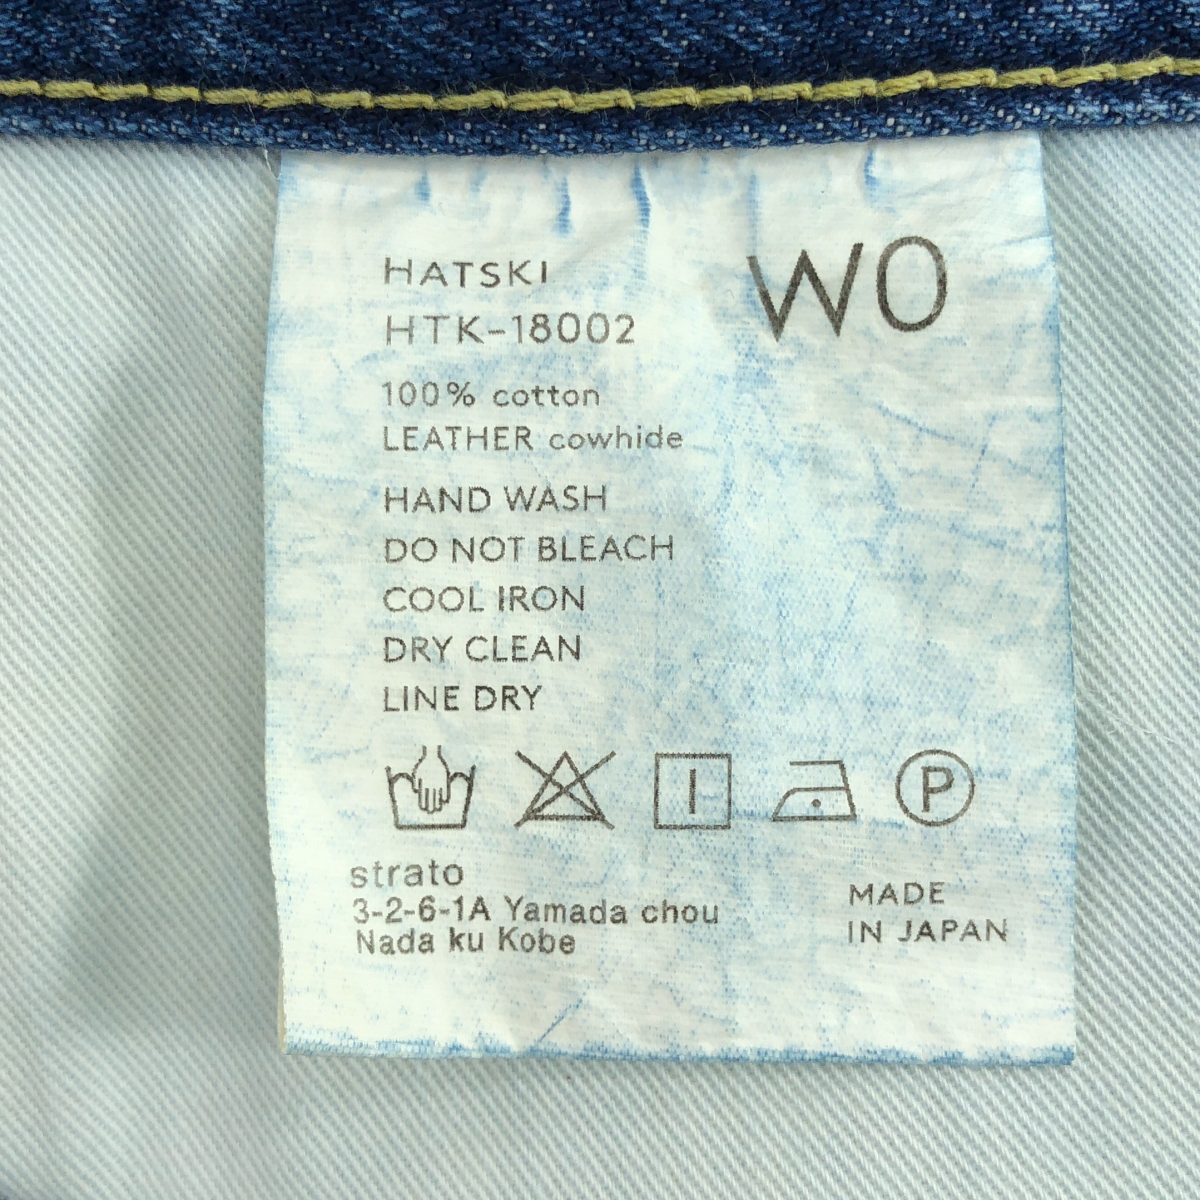 HATSKI
HTK-18002
WO
100% cotton
LEATHER cowhide
HAND WASH
DO NOT BLEACH
COOL IRON
DRY CLEAN
LINE DRY
P
strato
3-2-6-1A Yamada chou
Nada ku Kobe
MADE
IN JAPAN